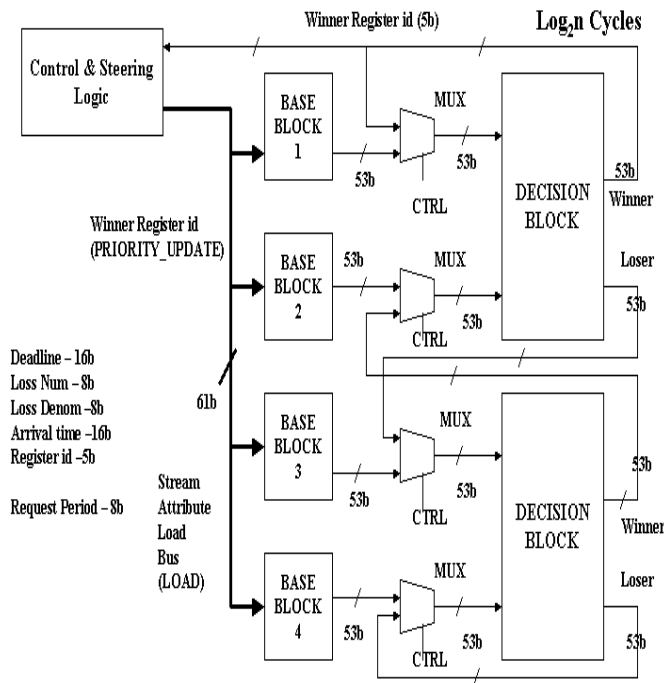 Winner Register id (5b)
Log2n Cycles
Control & Steering
Logic
BASE
BLOCK
1
53b
MUX
53b
CTRL
DECISION
BLOCK
53b
Winner
Loser
53b
Winner Register id
(PRIORITY_UPDATE)
BASE
BLOCK
2
53b
MUX
53b
CTRL
Deadline – 16b
Loss Num –8b
Loss Denom –8b
Arrival time –16b
Register id –5b
Request Period – 8b
61b
Stream
Attribute
Load
Bus
(LOAD)
BASE
BLOCK
3
53b
MUX
53b
CTRL
DECISION
BLOCK
53b
Winner
Loser
53b
BASE
BLOCK
4
53b
MUX
53b
CTRL